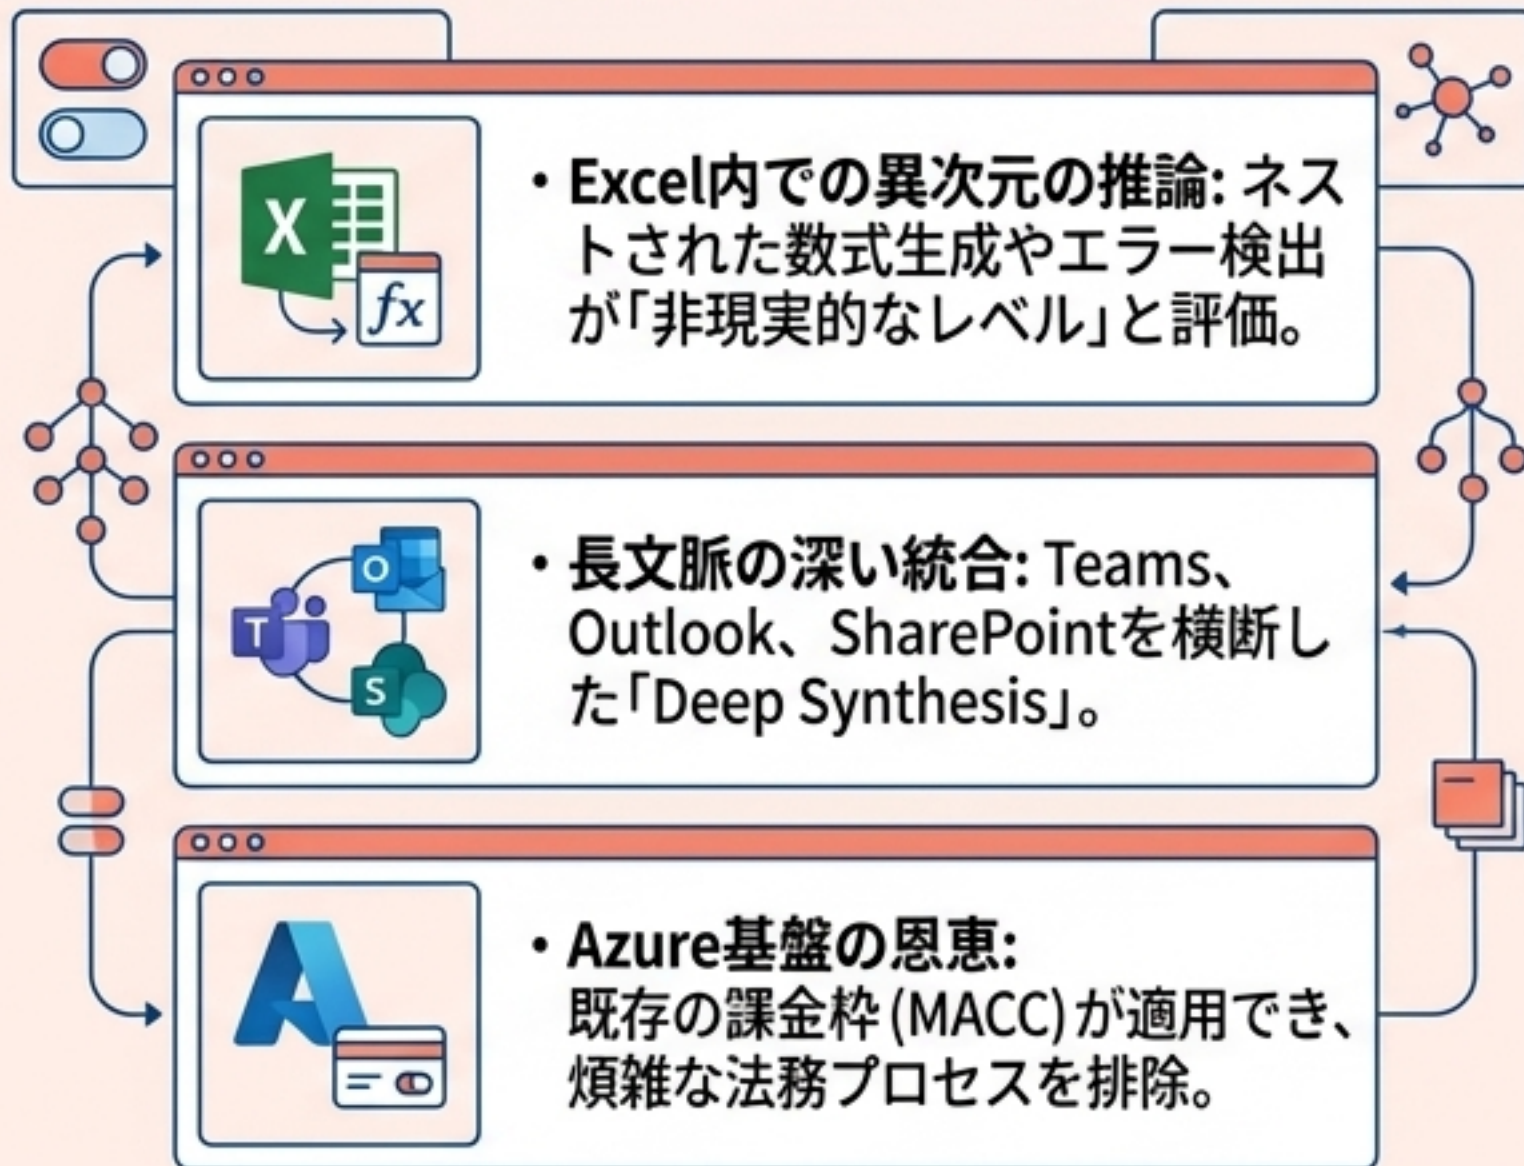 X
fx
・Excel内での異次元の推論: ネス
トされた数式生成やエラー検出
が「非現実的なレベル」と評価。
O
T
S
・長文脈の深い統合: Teams、
Outlook、SharePointを横断し
た「Deep Synthesis」。
・Azure基盤の恩恵:
既存の課金枠 (MACC) が適用でき、
煩雑な法務プロセスを排除。